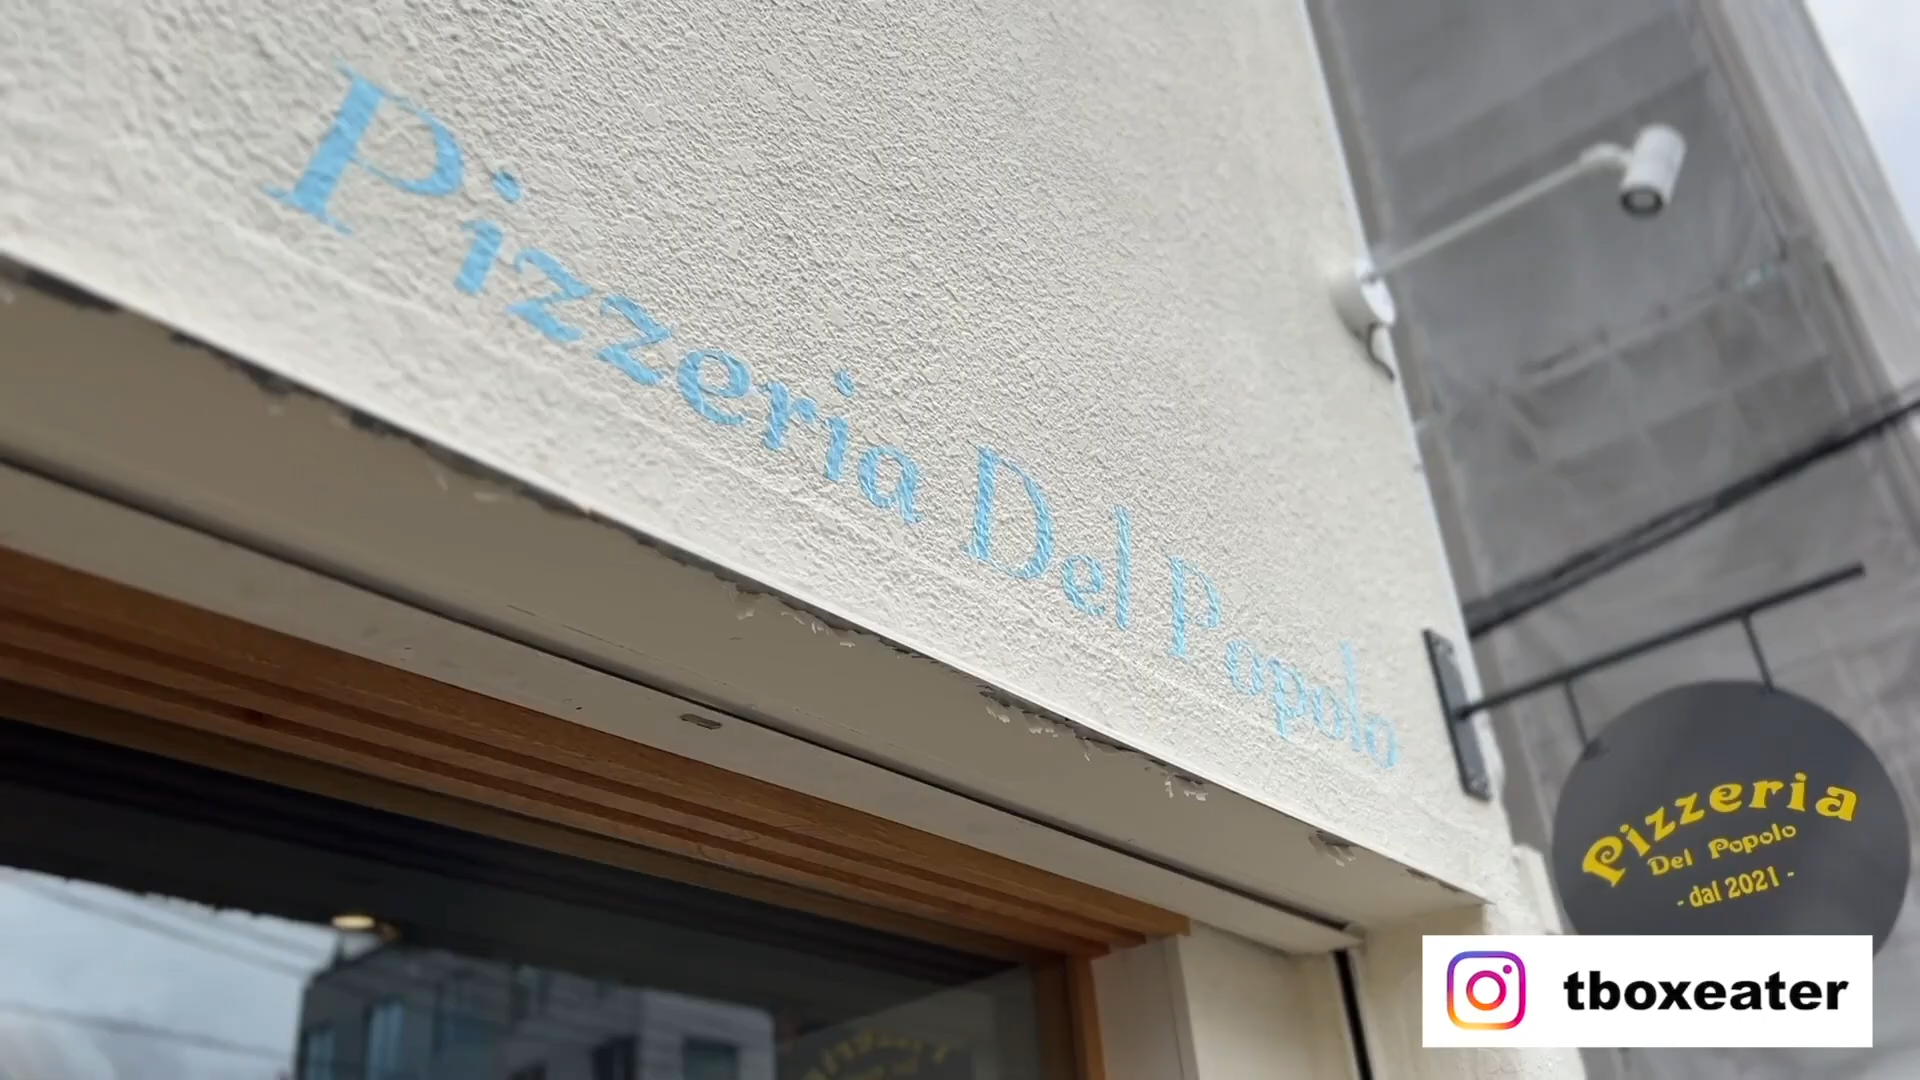 Pizzeria Del Popolo
Pizzeria
Del Popolo
- dal 2021 -
tboxeater